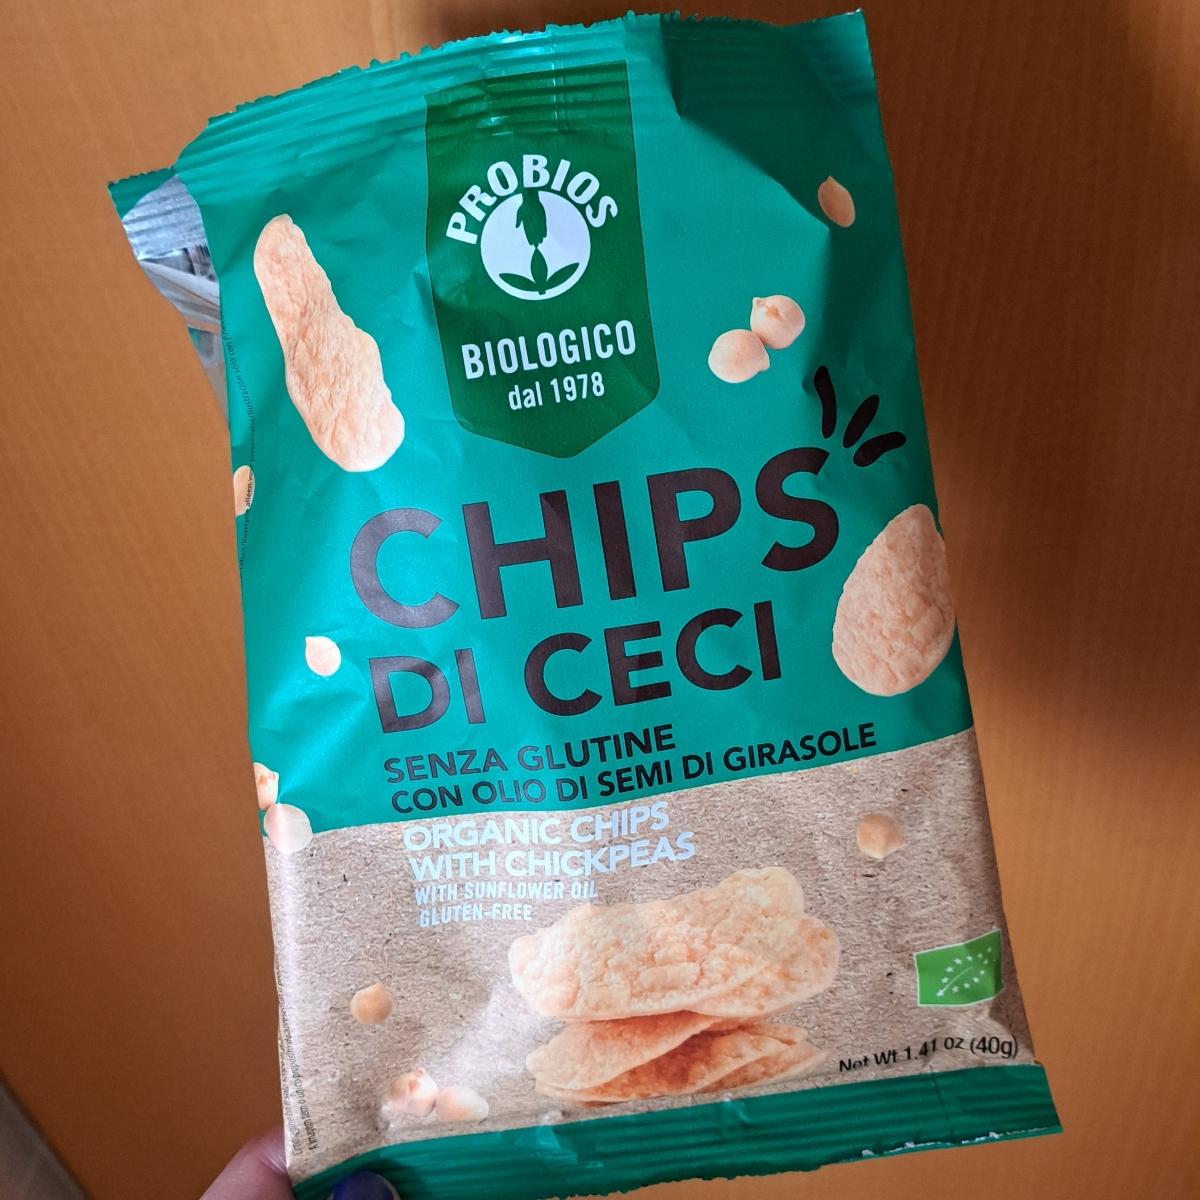 PROBIOS
BIOLOGICO
dal 1978
CHIPS
DI CECI
SENZA GLUTINE
CON OLIO DI SEMI DI GIRASOLE
ORGANIC CHIPS
WITH CHICKPEAS
WITH SUNFLOWER OIL
GLUTEN-FREE
Net Wt 1.41 oz (40g)